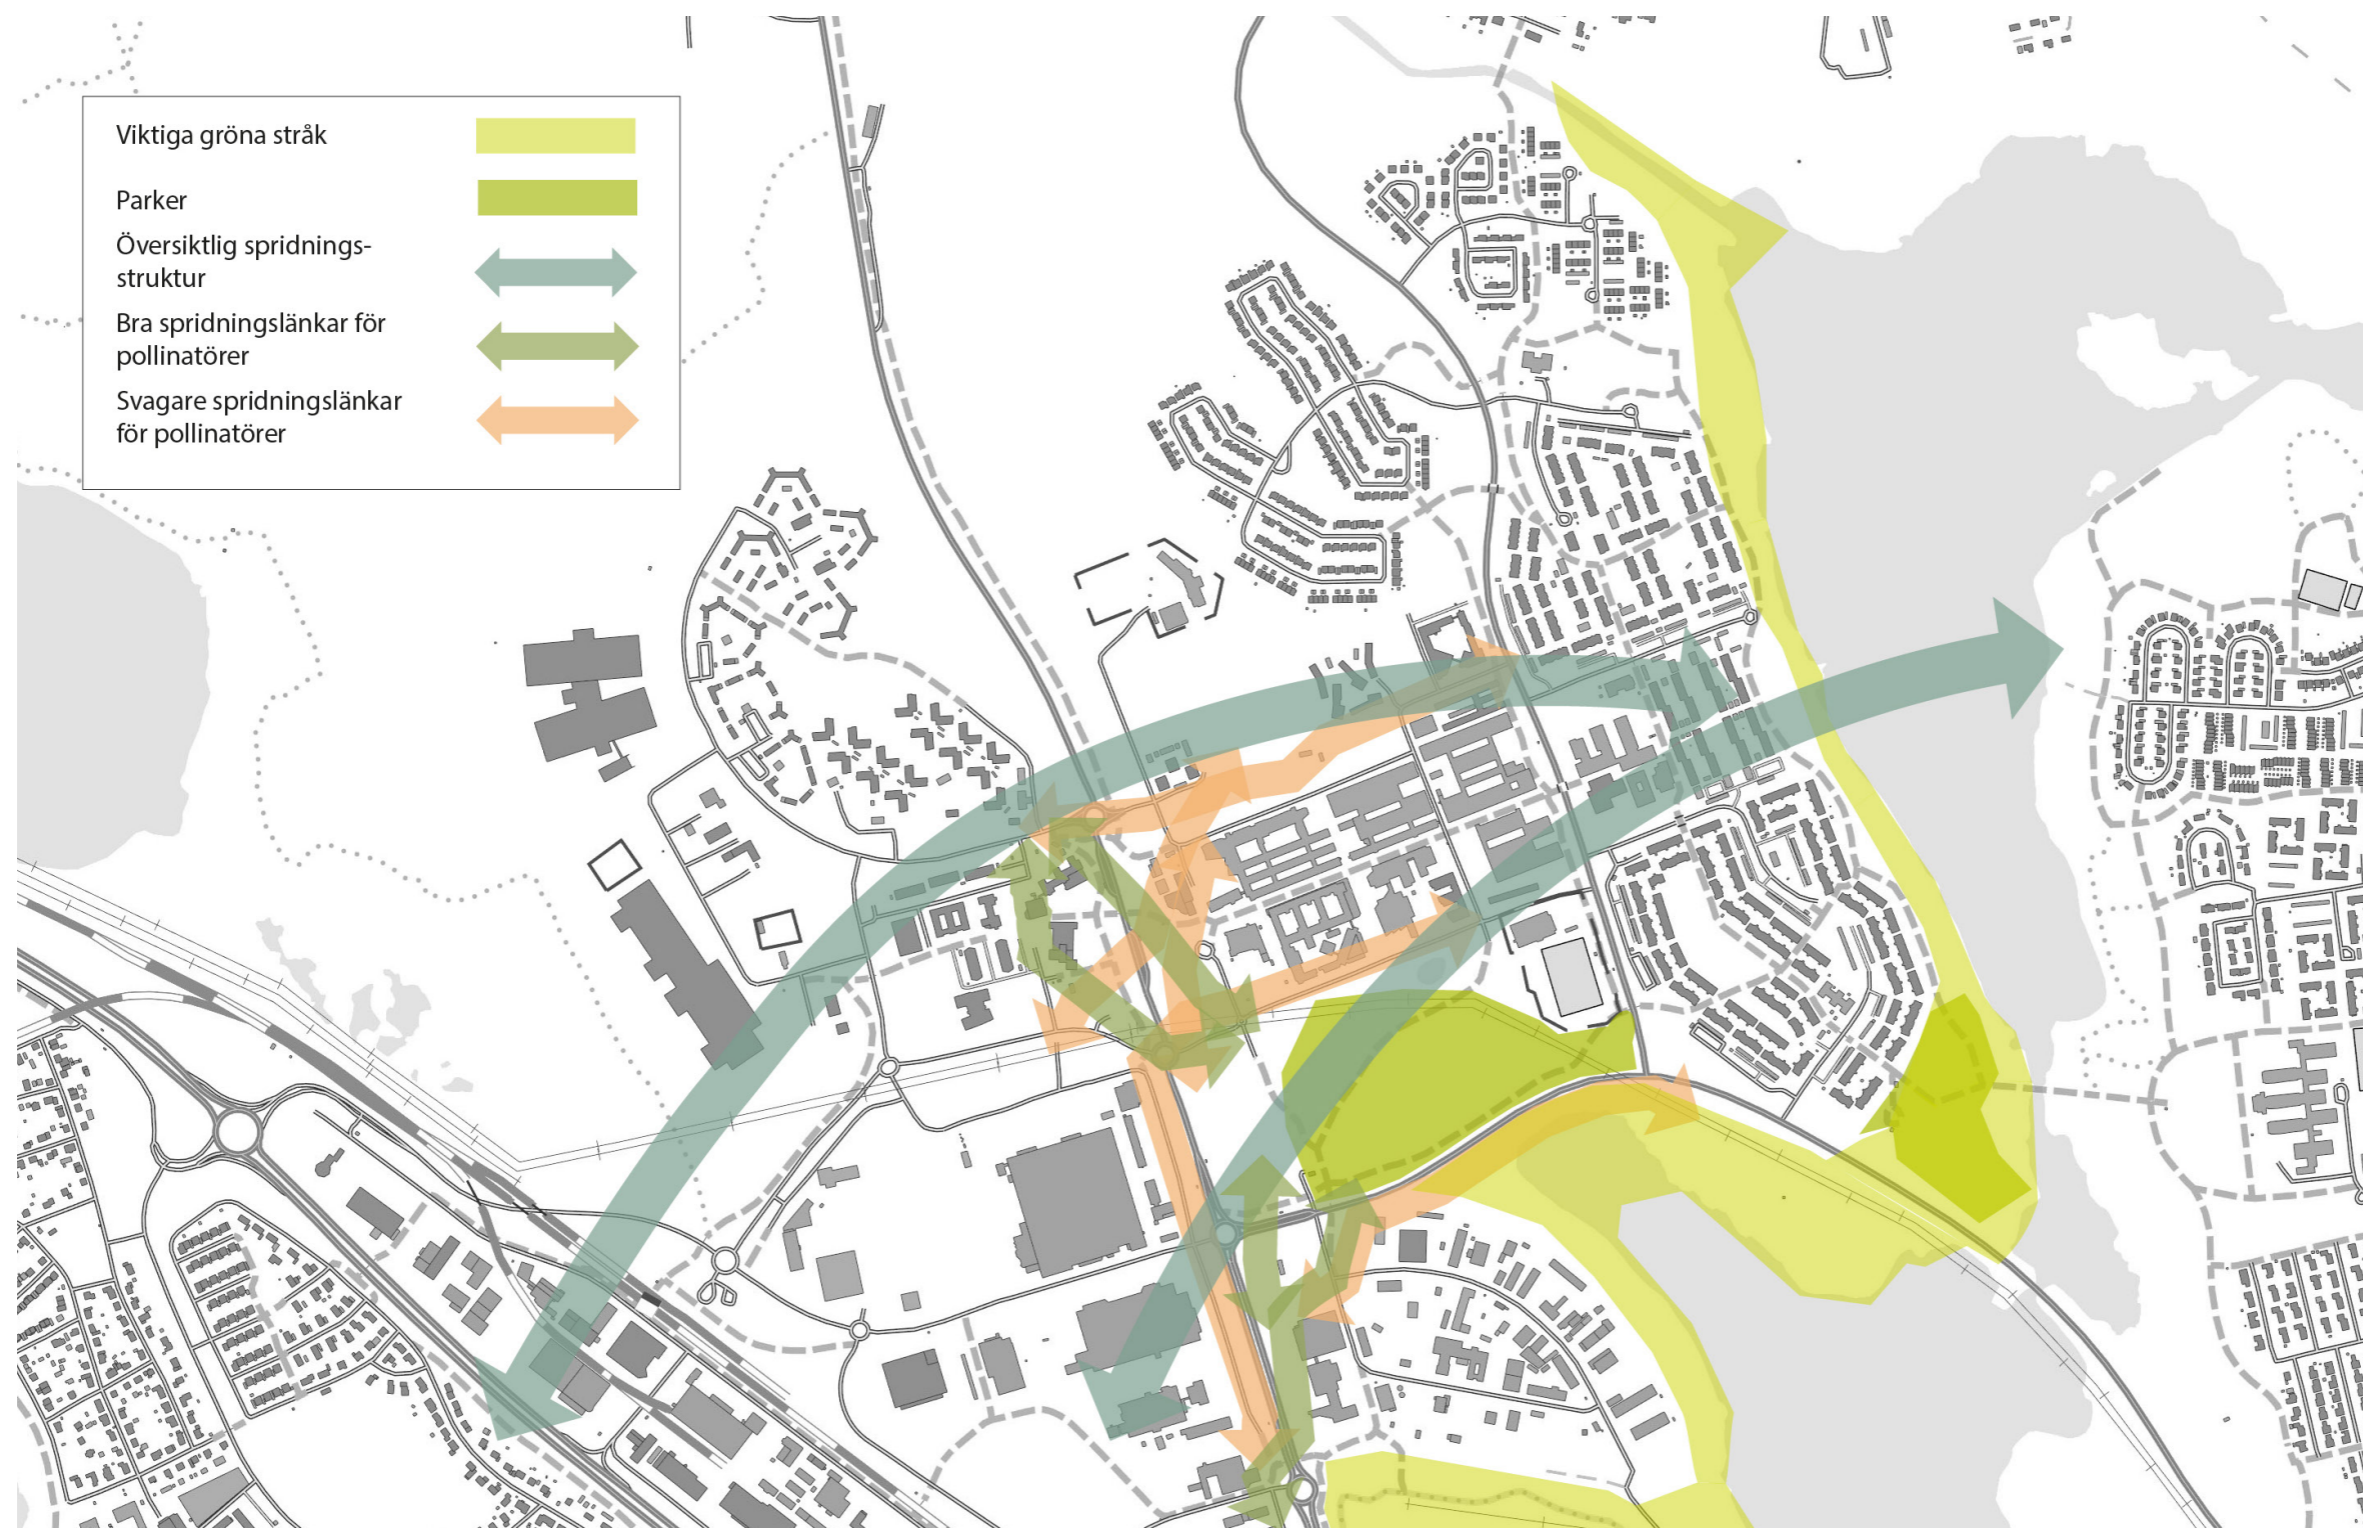 Viktiga gröna stråk
Parker
Översiktlig spridnings-
struktur
Bra spridningslänkar för
pollinatörer
Svagare spridningslänkar
för pollinatörer